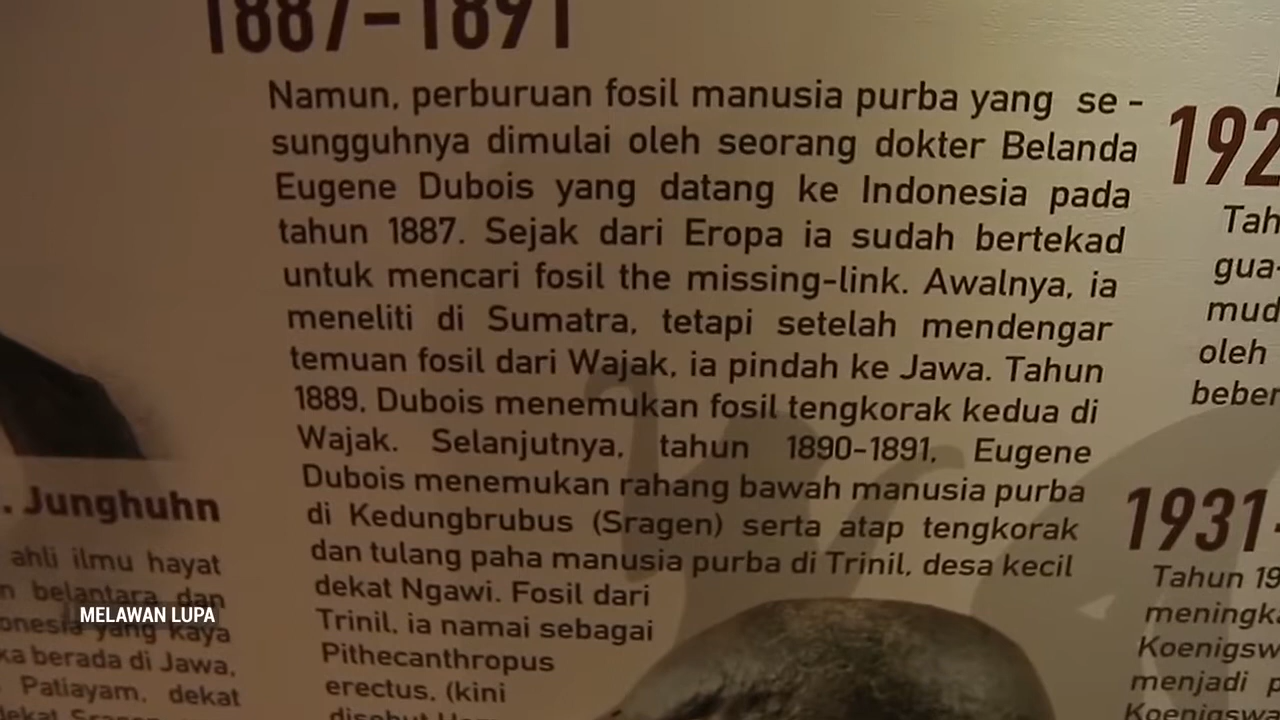 1887-1891
Namun, perburuan fosil manusia purba yang se -
sungguhnya dimulai oleh seorang dokter Belanda
Eugene Dubois yang datang ke Indonesia pada
tahun 1887. Sejak dari Eropa ia sudah bertekad
untuk mencari fosil the missing-link. Awalnya, ia
meneliti di Sumatra, tetapi setelah mendengar
temuan fosil dari Wajak, ia pindah ke Jawa. Tahun
1889, Dubois menemukan fosil tengkorak kedua di
Wajak. Selanjutnya, tahun 1890-1891, Eugene
Dubois menemukan rahang bawah manusia purba
di Kedungbrubus (Sragen) serta atap tengkorak
dan tulang paha manusia purba di Trinil, desa kecil
dekat Ngawi. Fosil dari
Trinil, ia namai sebagai
Pithecanthropus
erectus, (kini
. Junghuhn
ahli ilmu hayat
belantara dan
yang kaya
berada di Jawa,
Patiayam, dekat
MELAWAN LUPA
192
Tah
gua-
mud
oleh
beber
1931-
Tahun 19
meningka
Koenigsw
menjadi p
Koenigswa